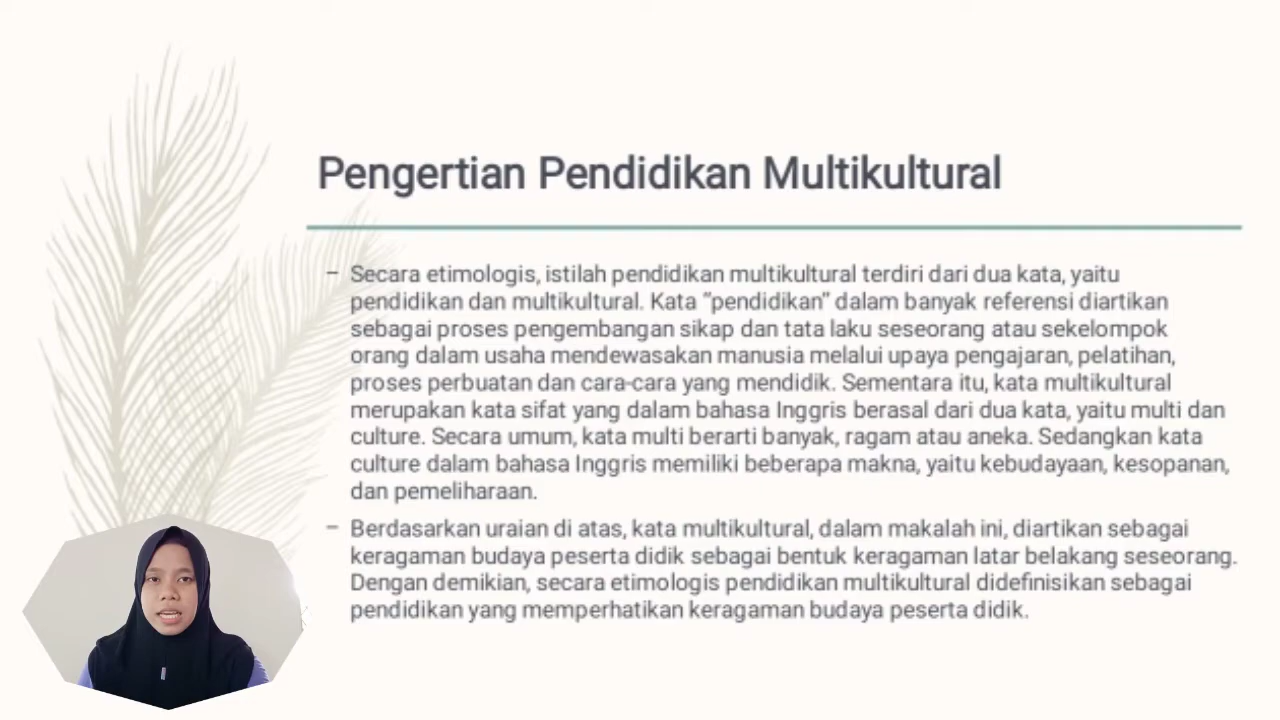 Pengertian Pendidikan Multikultural
– Secara etimologis, istilah pendidikan multikultural terdiri dari dua kata, yaitu
pendidikan dan multikultural. Kata “pendidikan” dalam banyak referensi diartikan
sebagai proses pengembangan sikap dan tata laku seseorang atau sekelompok
orang dalam usaha mendewasakan manusia melalui upaya pengajaran, pelatihan,
proses perbuatan dan cara-cara yang mendidik. Sementara itu, kata multikultural
merupakan kata sifat yang dalam bahasa Inggris berasal dari dua kata, yaitu multi dan
culture. Secara umum, kata multi berarti banyak, ragam atau aneka. Sedangkan kata
culture dalam bahasa Inggris memiliki beberapa makna, yaitu kebudayaan, kesopanan,
dan pemeliharaan.
– Berdasarkan uraian di atas, kata multikultural, dalam makalah ini, diartikan sebagai
keragaman budaya peserta didik sebagai bentuk keragaman latar belakang seseorang.
Dengan demikian, secara etimologis pendidikan multikultural didefinisikan sebagai
pendidikan yang memperhatikan keragaman budaya peserta didik.